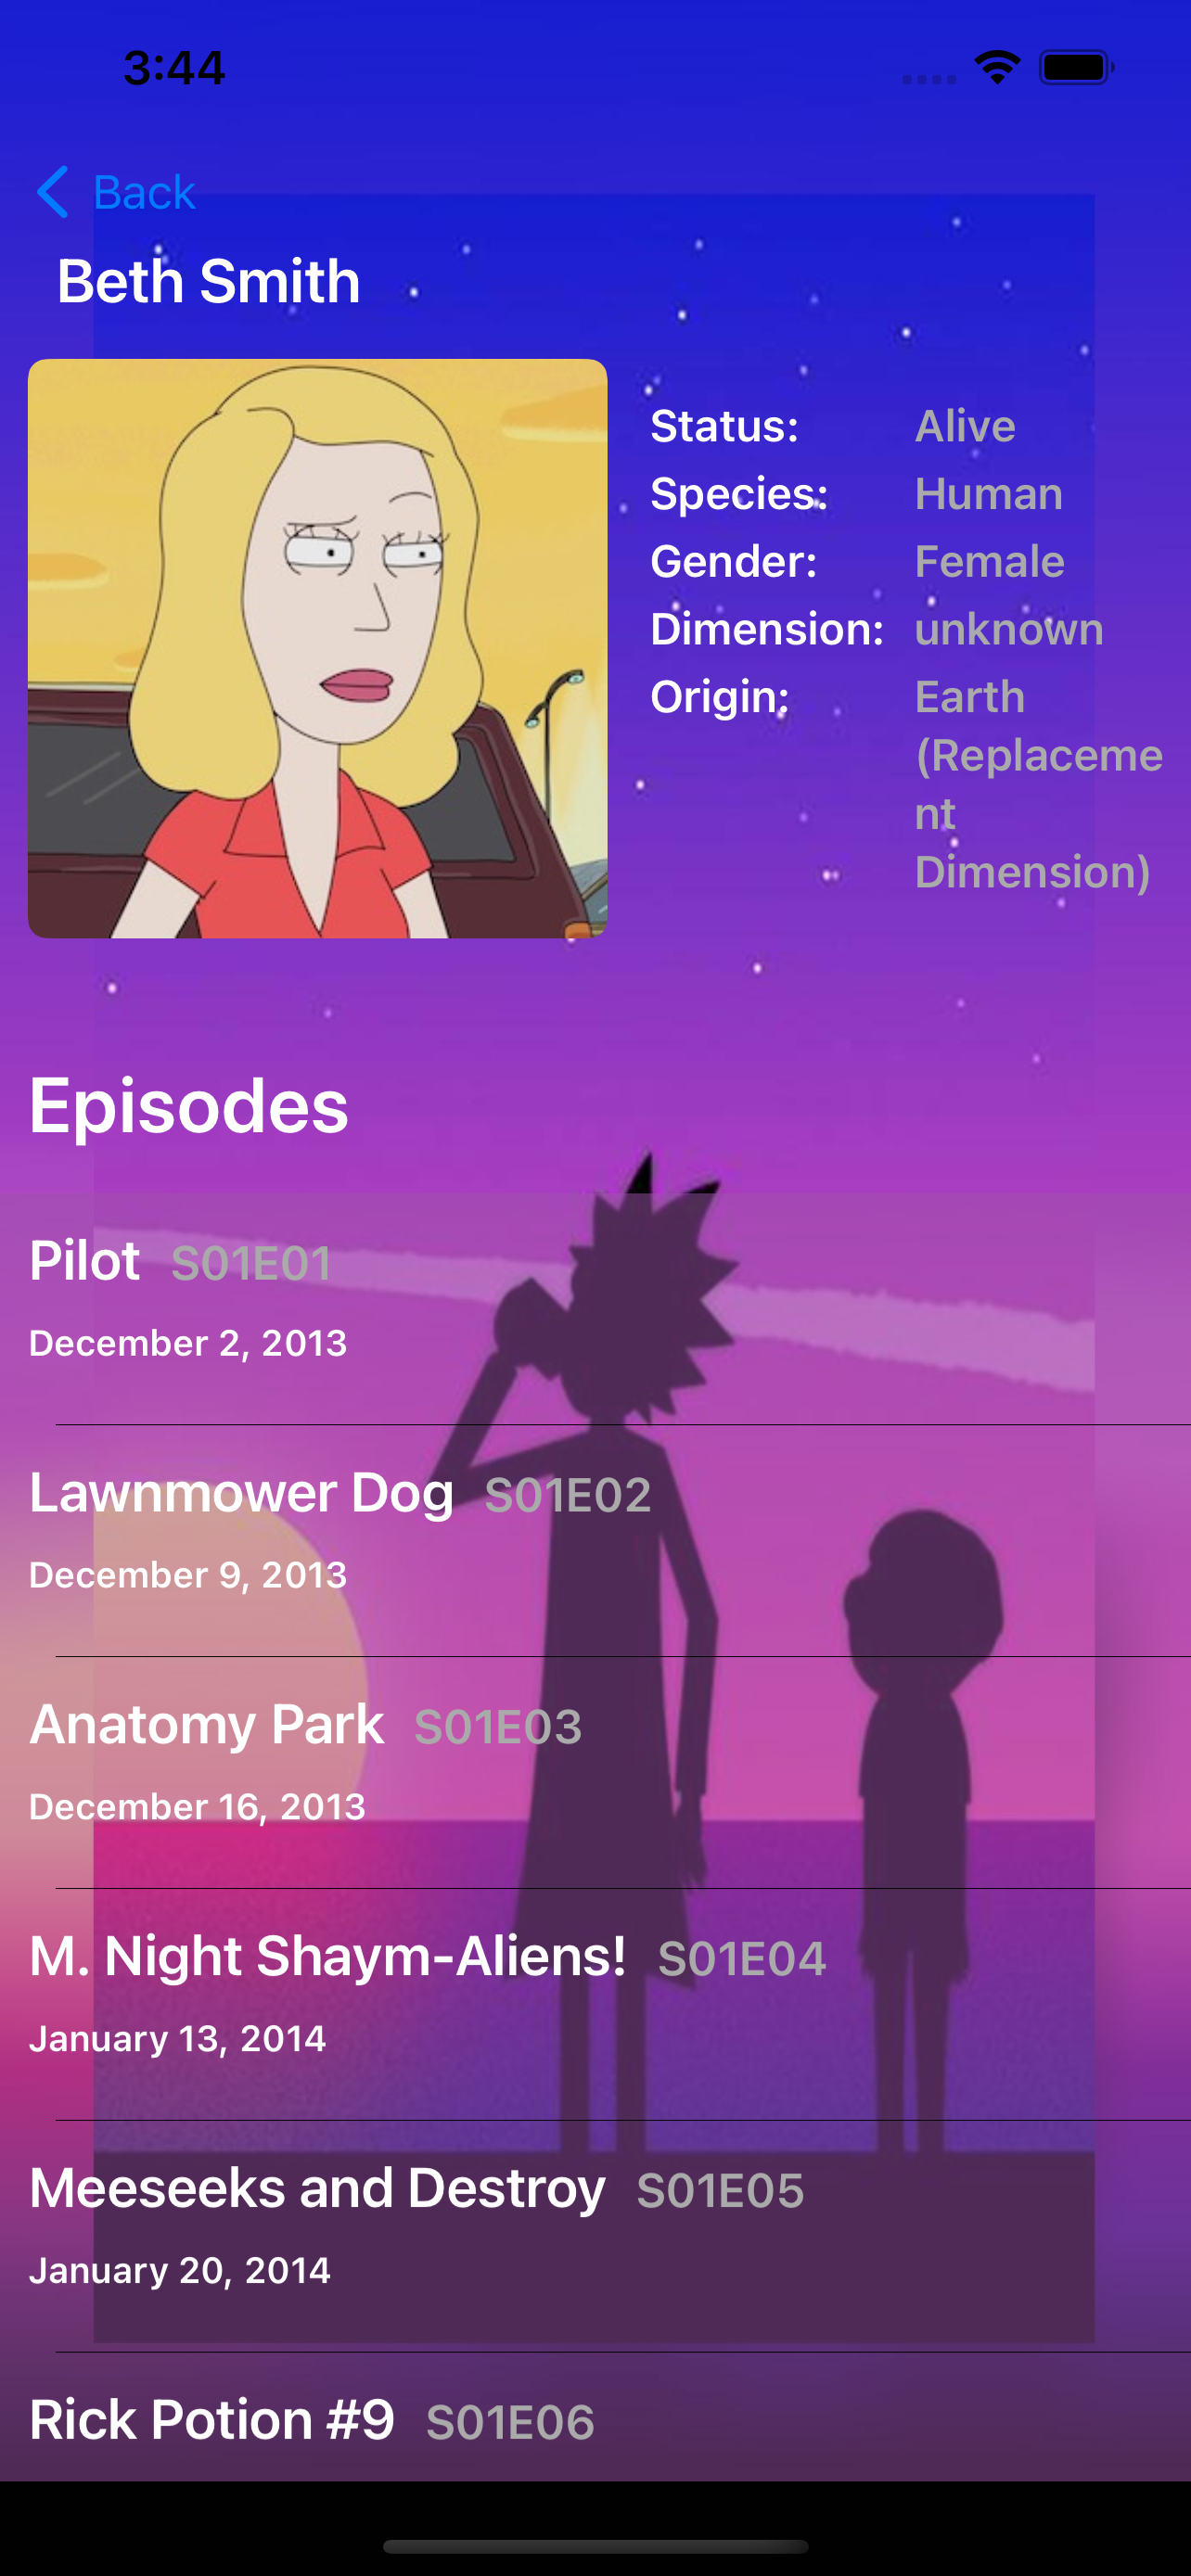 3:44
Back
Beth Smith
Status: Alive
Species: Human
Gender: Female
Dimension: unknown
Origin: Earth
(Replaceme
nt
Dimension)
Episodes
Pilot S01E01
December 2, 2013
Lawnmower Dog S01E02
December 9, 2013
Anatomy Park S01E03
December 16, 2013
M. Night Shaym-Aliens! S01E04
January 13, 2014
Meeseeks and Destroy S01E05
January 20, 2014
Rick Potion #9 S01E06